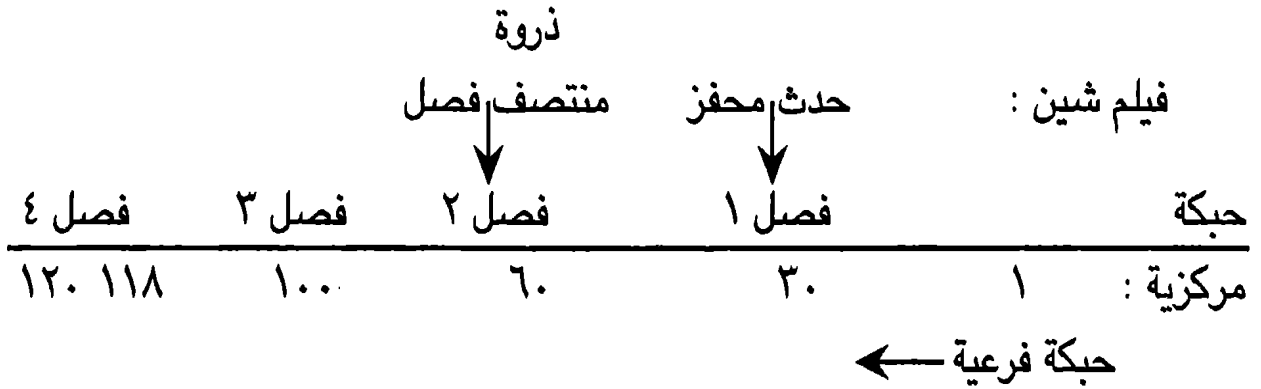 ذروة
فيلم شين : حدث محفز منتصف فصل
حبكة فصل ١ فصل ٢ فصل ٣ فصل ٤
مركزية : ١ ٣٠ ٦٠ ١٠٠ ١١٨ ١٢٠
حبكة فرعية